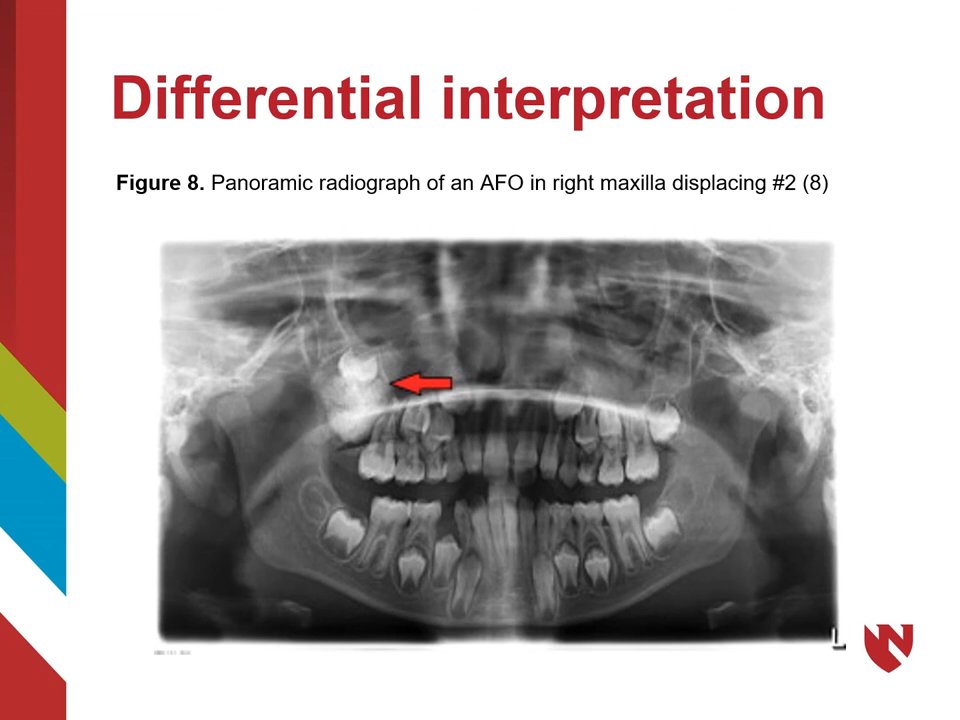 Differential interpretation
Figure 8. Panoramic radiograph of an AFO in right maxilla displacing #2 (8)
L
N